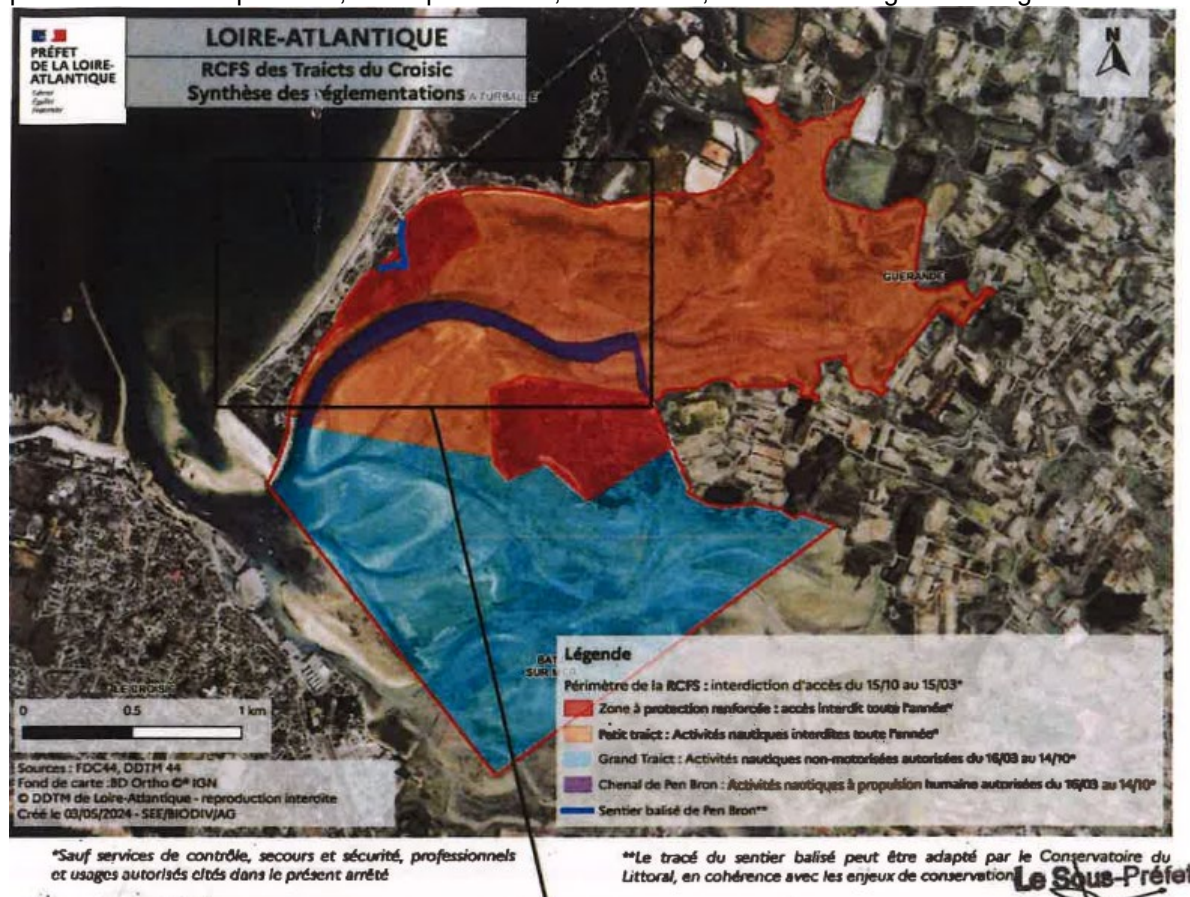 PRÉFET
DE LA LOIRE-
ATLANTIQUE
Liberté
Égalité
Fraternité
LOIRE-ATLANTIQUE
RCFS des Traicts du Croisic
Synthèse des réglementations
N
GUERANDE
BAT
SUR MER
LE CROISIC
0 0.5 1 km
Sources : FDC44, DDTM 44
Fond de carte : BD Ortho ©® IGN
© DDTM de Loire-Atlantique - reproduction interdite
Créé le 03/05/2024 - SEE/BIODIV/AG
Légende
Périmètre de la RCFS : interdiction d'accès du 15/10 au 15/03*
Zone à protection renforcée : accès interdit toute l'année*
Petit traict : Activités nautiques interdites toute l'année*
Grand Traict : Activités nautiques non-motorisées autorisées du 16/03 au 14/10*
Chenal de Pen Bron : Activités nautiques à propulsion humaine autorisées du 16/03 au 14/10*
Sentier balisé de Pen Bron**
*Sauf services de contrôle, secours et sécurité, professionnels
et usages autorisés cités dans le présent arrêté
**Le tracé du sentier balisé peut être adapté par le Conservatoire du
Littoral, en cohérence avec les enjeux de conservation
Le Sous-Préfet